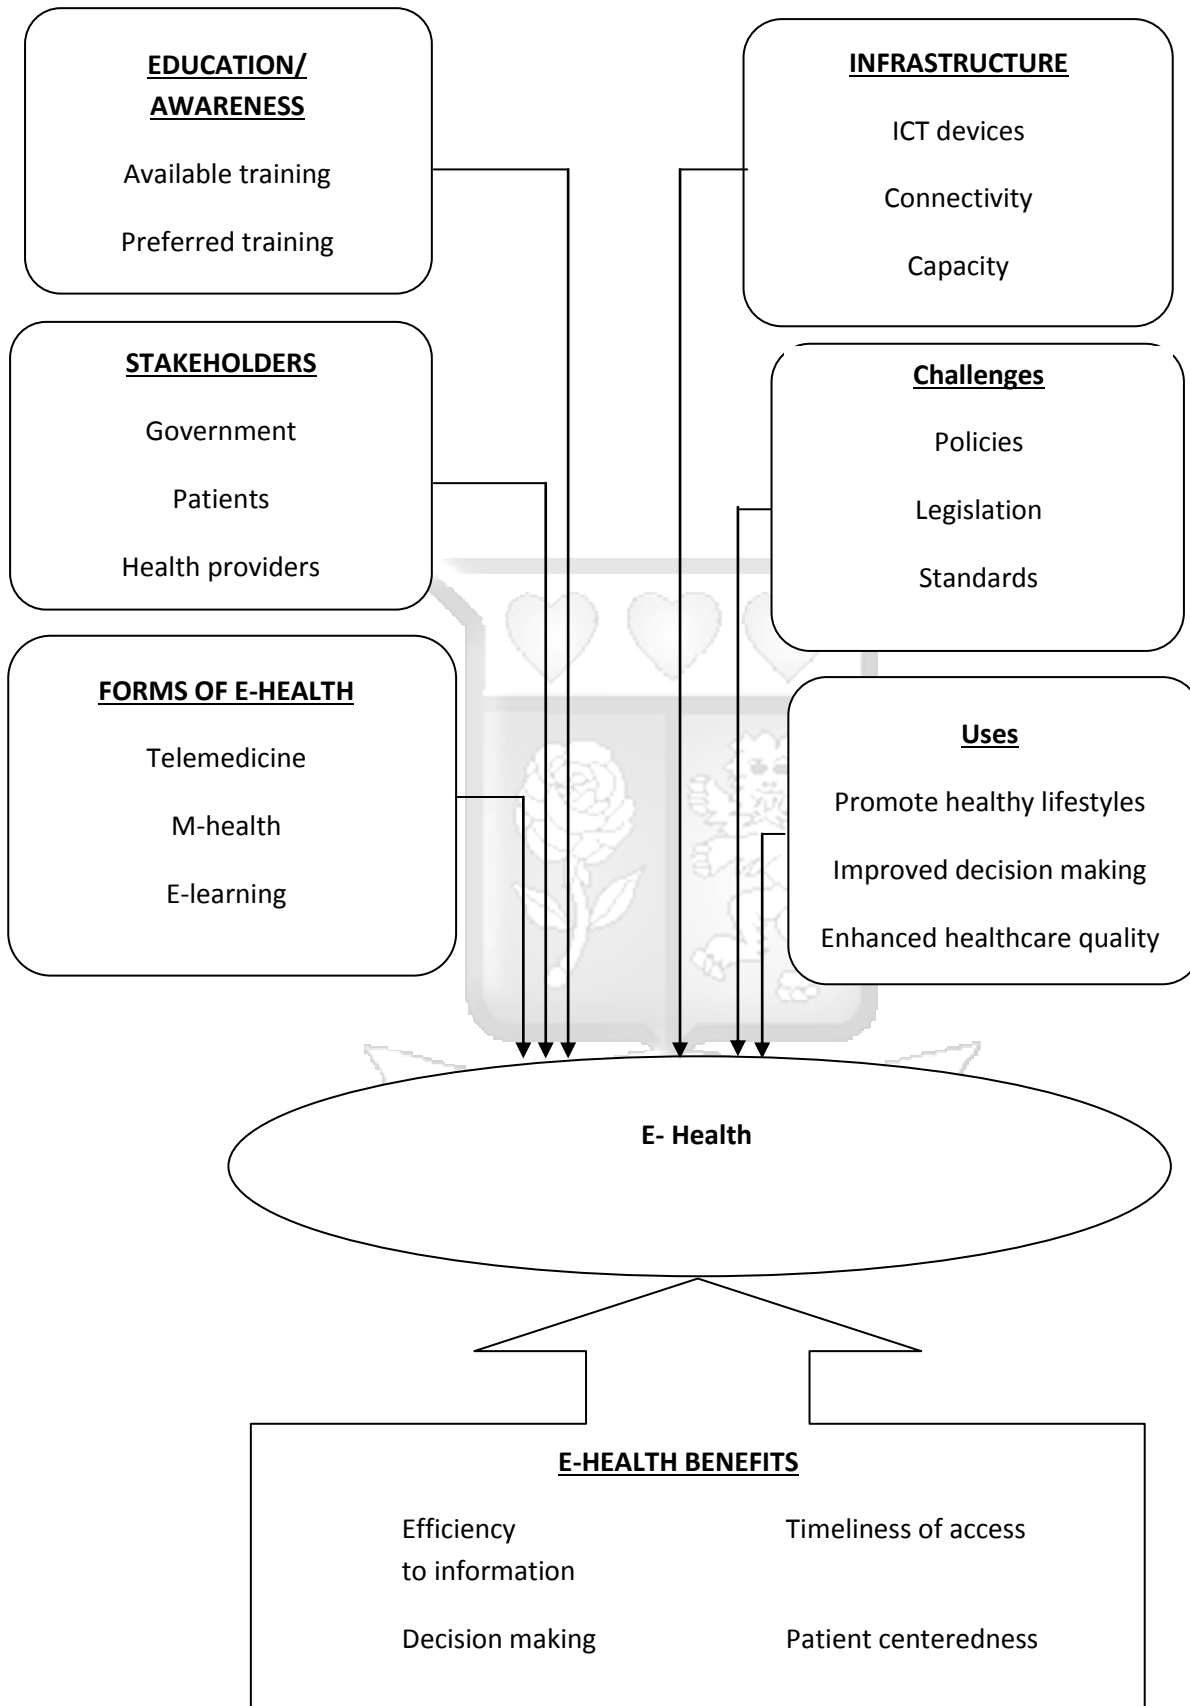 EDUCATION/
AWARENESS
Available training
Preferred training
INFRASTRUCTURE
ICT devices
Connectivity
Capacity
STAKEHOLDERS
Government
Patients
Health providers
Challenges
Policies
Legislation
Standards
FORMS OF E-HEALTH
Telemedicine
M-health
E-learning
Uses
Promote healthy lifestyles
Improved decision making
Enhanced healthcare quality
E- Health
E-HEALTH BENEFITS
Efficiency Timeliness of access
to information
Decision making Patient centeredness